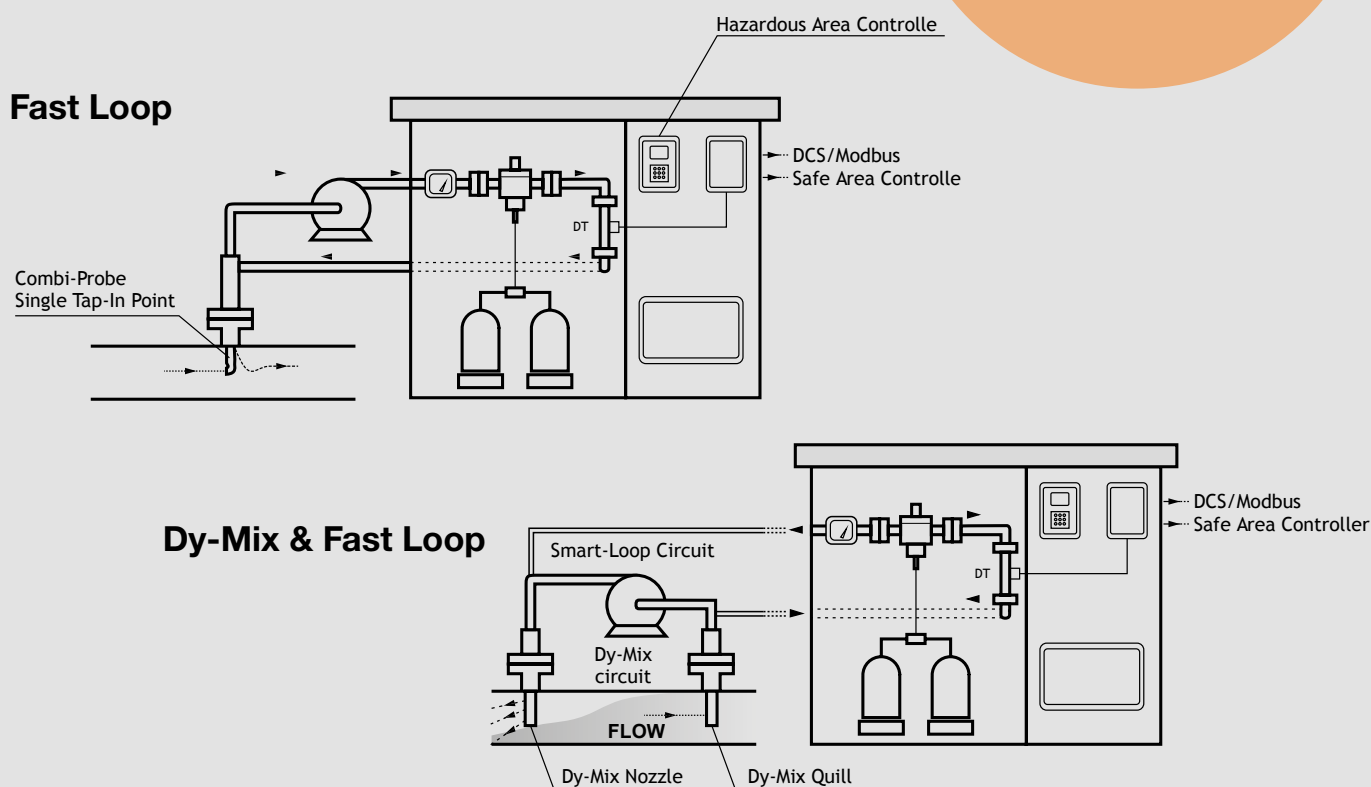 Hazardous Area Controlle
Fast Loop
DCS/Modbus
Safe Area Controlle
DT
Combi-Probe
Single Tap-In Point
DCS/Modbus
Safe Area Controller
Dy-Mix & Fast Loop
Smart-Loop Circuit
DT
Dy-Mix
circuit
FLOW
Dy-Mix Nozzle
Dy-Mix Quill